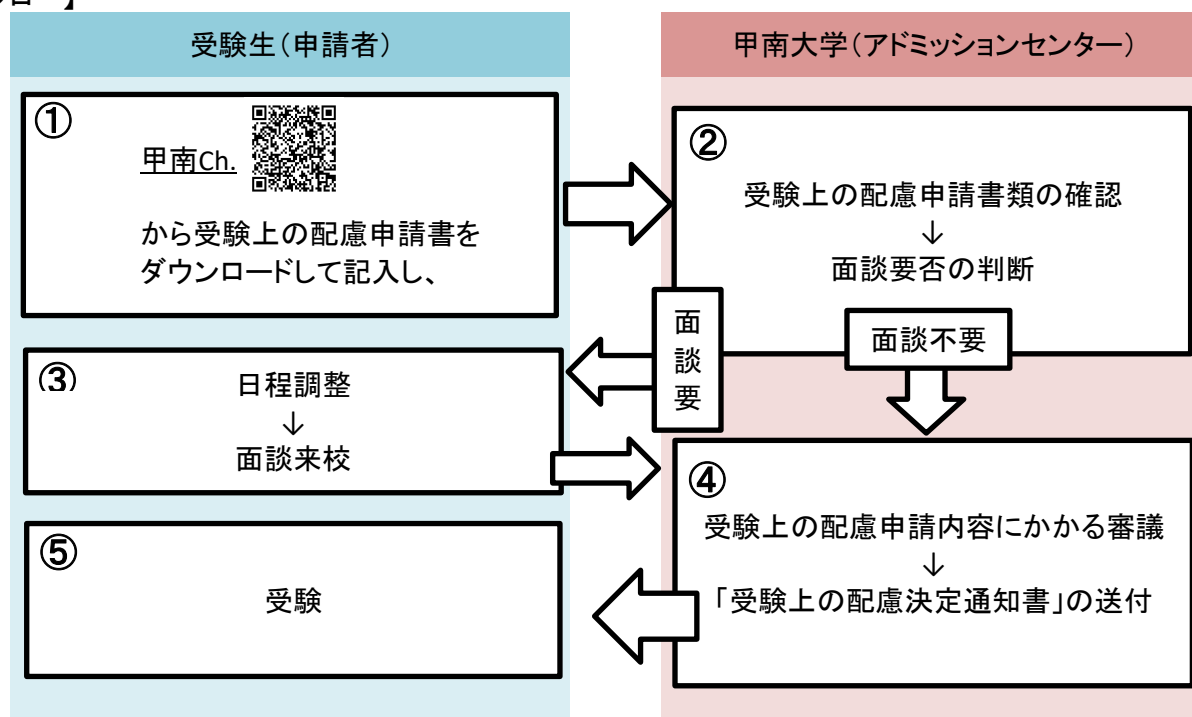 】
受験生（申請者）
甲南大学（アドミッションセンター）
①
甲南Ch.
から受験上の配慮申請書を
ダウンロードして記入し、
②
受験上の配慮申請書類の確認
↓
面談要否の判断
面談要
面談不要
③
日程調整
↓
面談来校
④
受験上の配慮申請内容にかかる審議
↓
「受験上の配慮決定通知書」の送付
⑤
受験